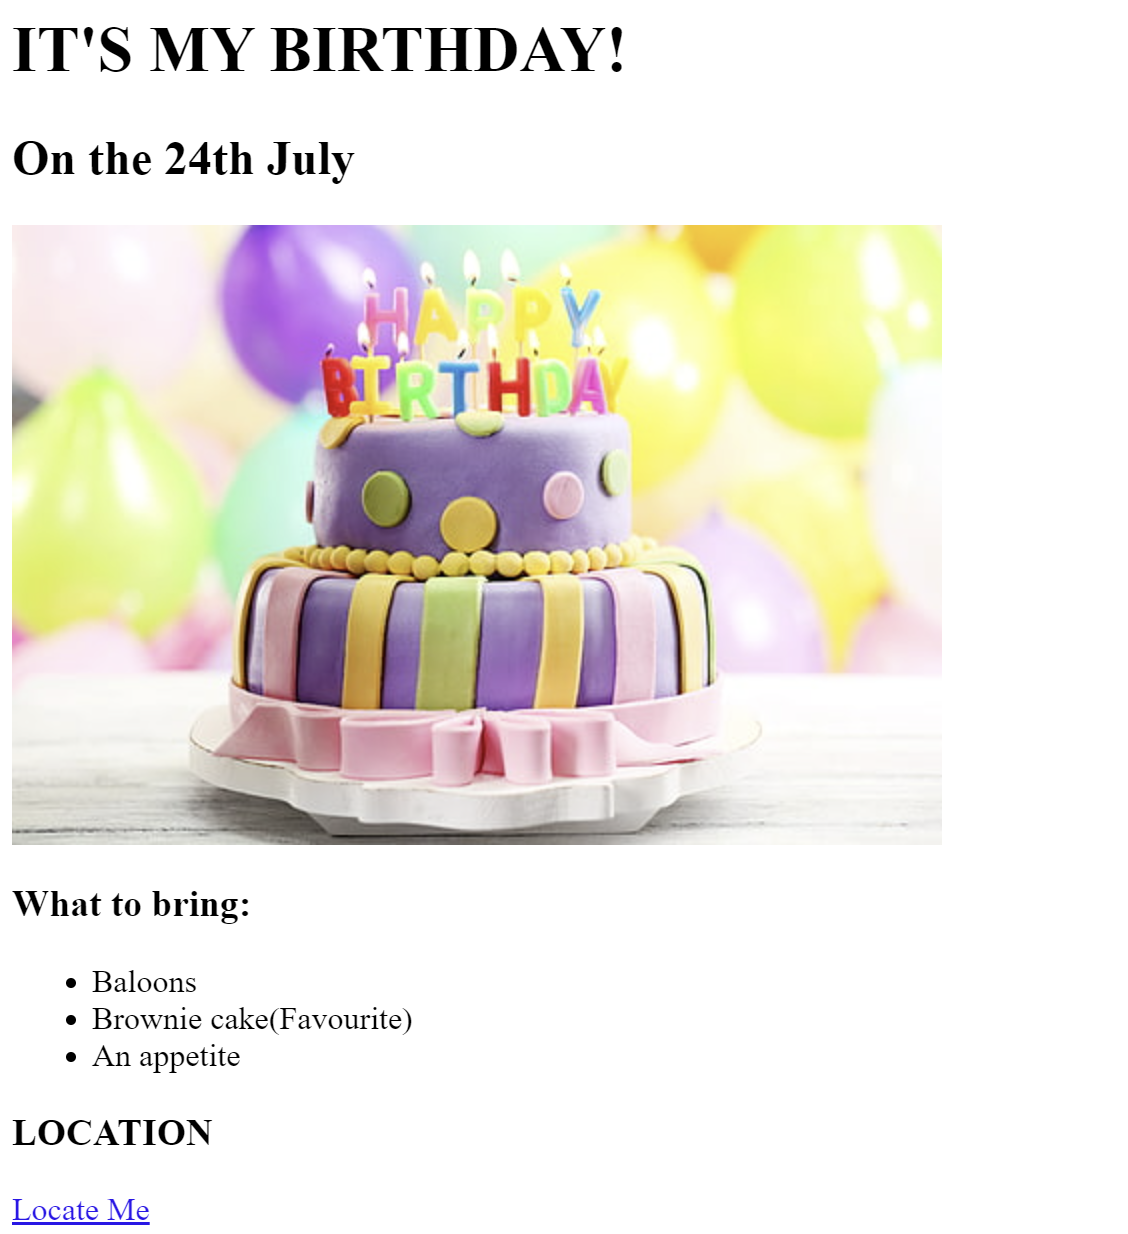 IT'S MY BIRTHDAY!
On the 24th July
HAPPY
BIRTHDAY
What to bring:
Baloons
Brownie cake(Favourite)
An appetite
LOCATION
Locate Me